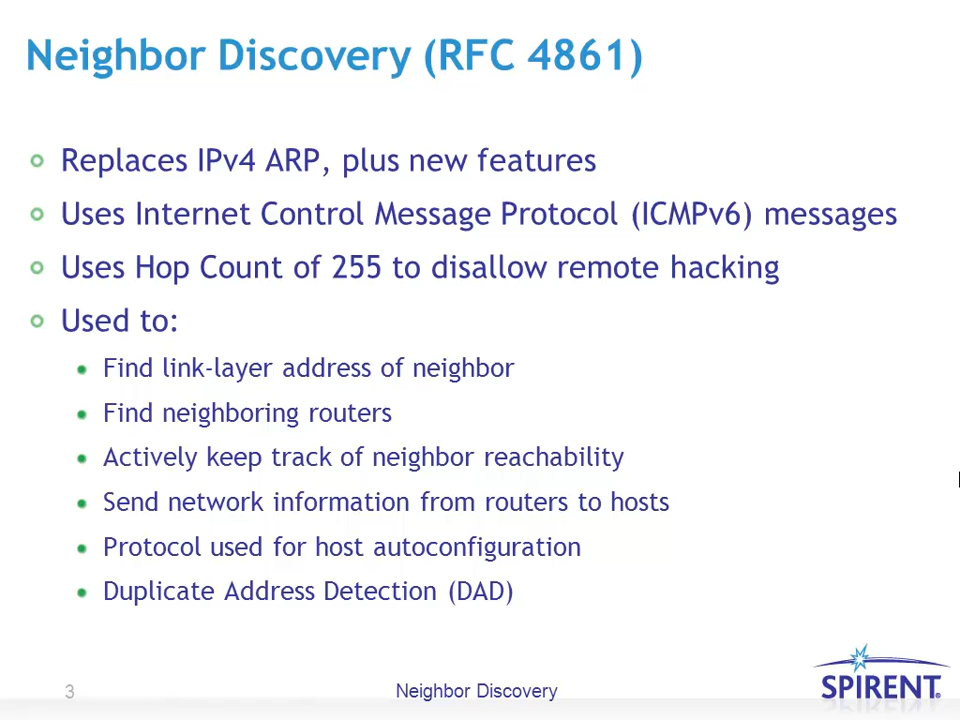 Neighbor Discovery (RFC 4861)
Replaces IPv4 ARP, plus new features
Uses Internet Control Message Protocol (ICMPv6) messages
Uses Hop Count of 255 to disallow remote hacking
Used to:
Find link-layer address of neighbor
Find neighboring routers
Actively keep track of neighbor reachability
Send network information from routers to hosts
Protocol used for host autoconfiguration
Duplicate Address Detection (DAD)
3
Neighbor Discovery
SPIRENT®